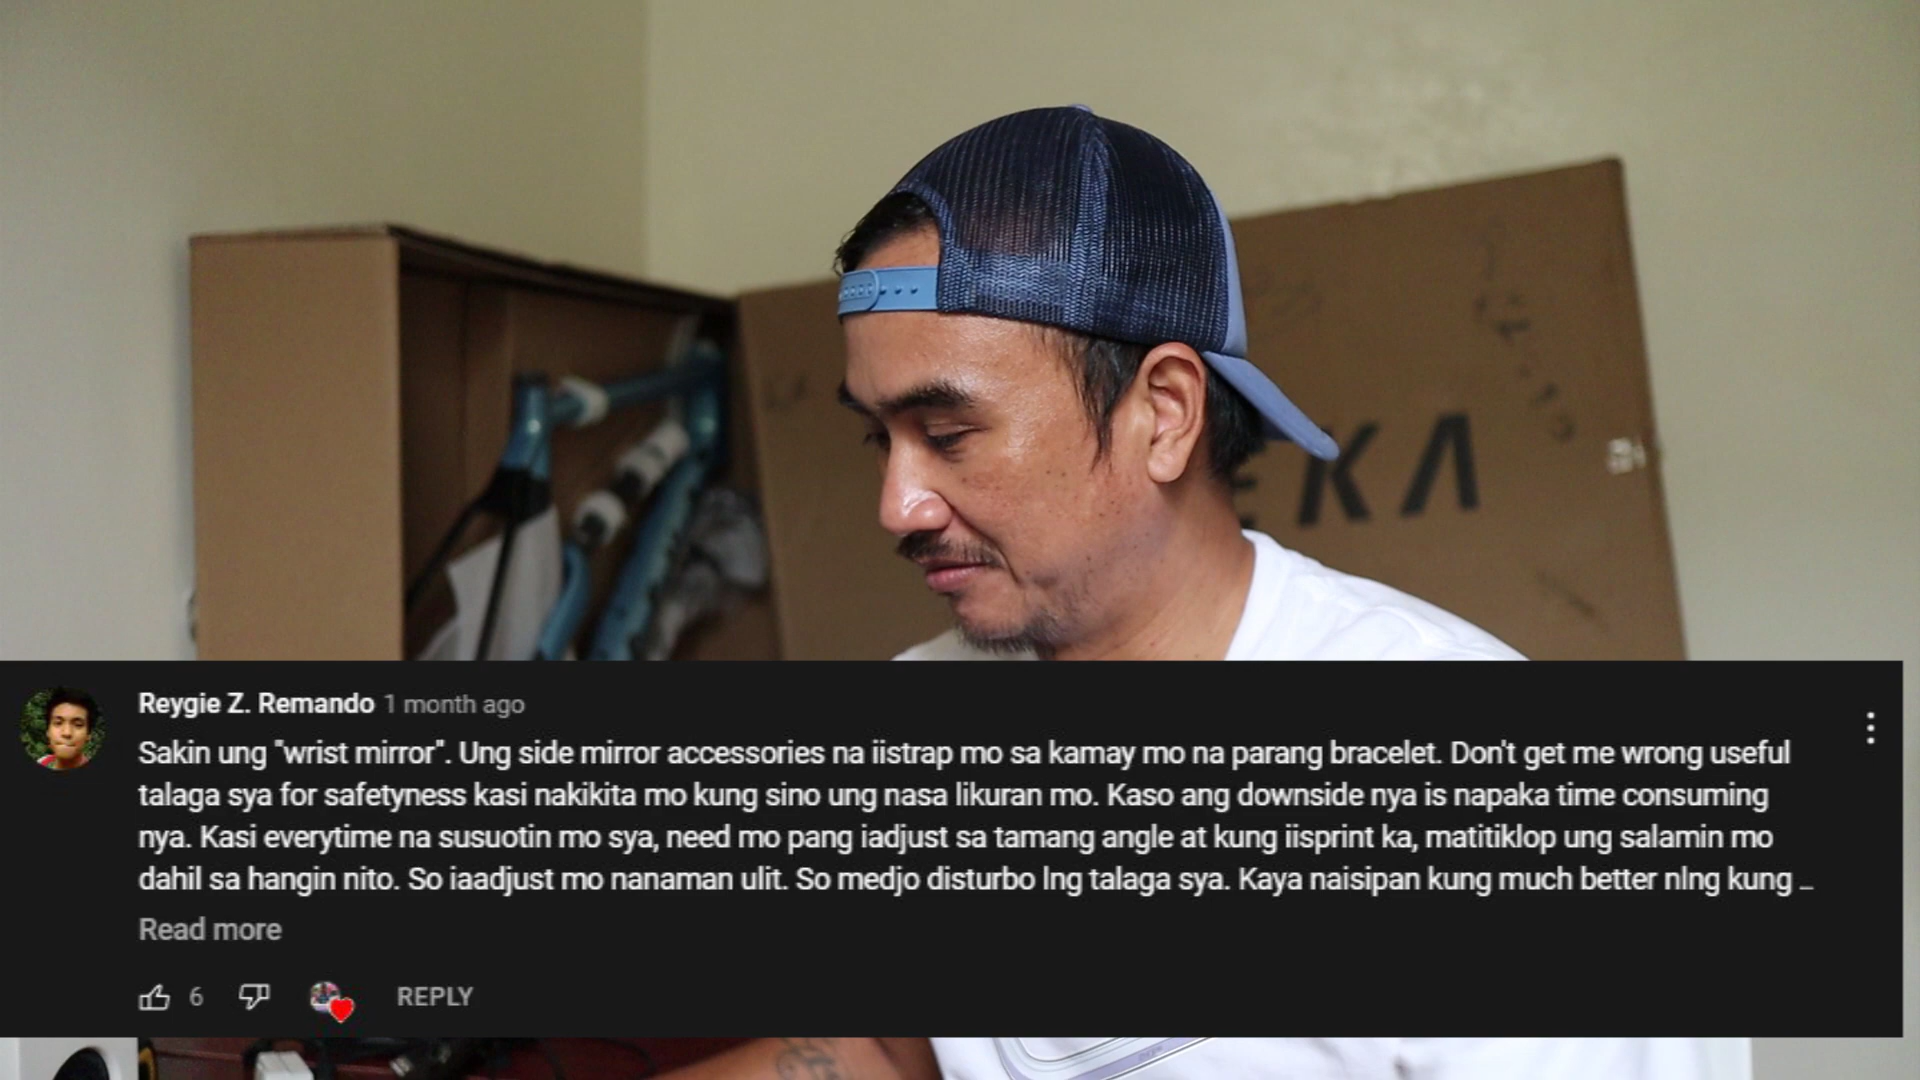 EKA
Reygie Z. Remando 1 month ago
Sakin ung "wrist mirror". Ung side mirror accessories na iistrap mo sa kamay mo na parang bracelet. Don't get me wrong useful
talaga sya for safetyness kasi nakikita mo kung sino ung nasa likuran mo. Kaso ang downside nya is napaka time consuming
nya. Kasi everytime na susuotin mo sya, need mo pang iadjust sa tamang angle at kung iisprint ka, matitiklop ung salamin mo
dahil sa hangin nito. So iaadjust mo nanaman ulit. So medjo disturbo lng talaga sya. Kaya naisipan kung much better nlng kung ...
Read more
6 REPLY